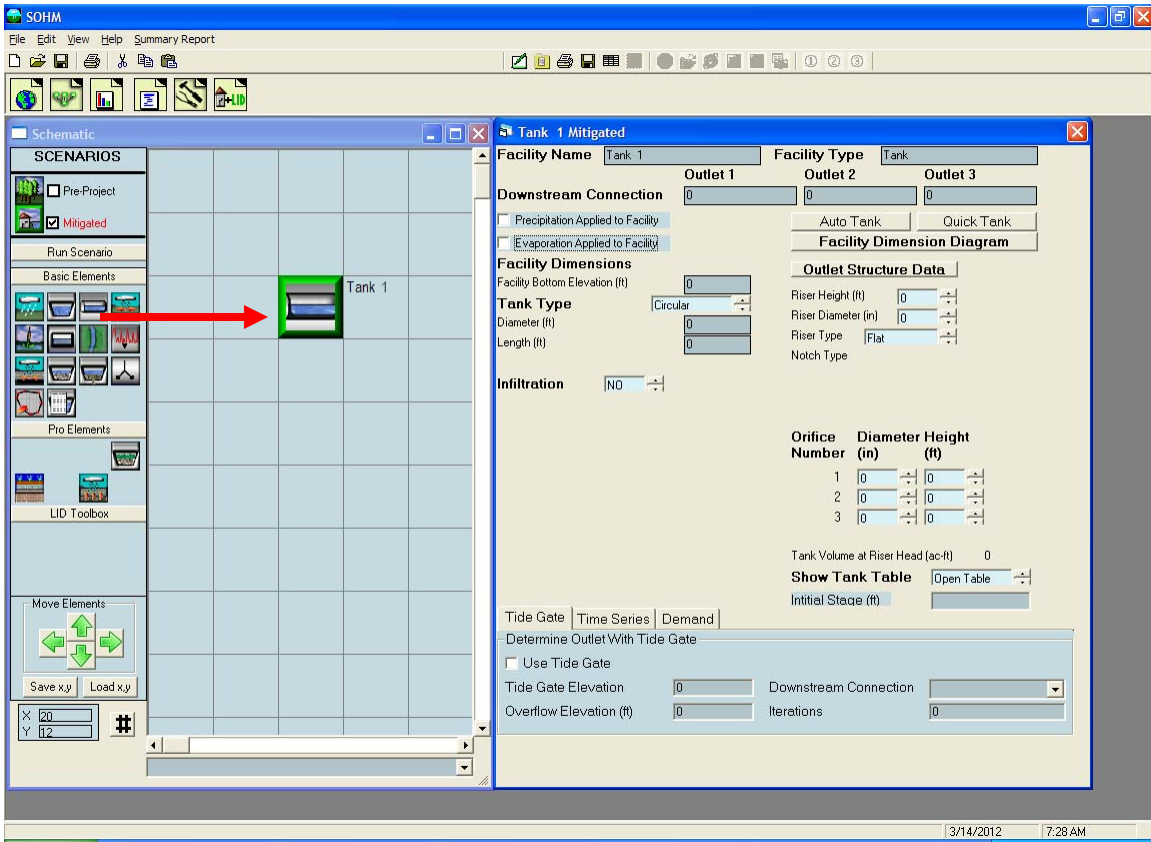 SOHM
File Edit View Help Summary Report
+LID
Schematic
SCENARIOS
Pre-Project
Mitigated
Run Scenario
Basic Elements
Pro Elements
LID Toolbox
Move Elements
Save x,y Load x,y
X 20
Y 12
#
Tank 1
Tank 1 Mitigated
Facility Name Tank 1 Facility Type Tank
Outlet 1 Outlet 2 Outlet 3
Downstream Connection 0 0 0
Precipitation Applied to Facility Auto Tank Quick Tank
Evaporation Applied to Facility Facility Dimension Diagram
Facility Dimensions Outlet Structure Data
Facility Bottom Elevation (ft) 0
Tank Type Circular
Diameter (ft) 0
Length (ft) 0
Riser Height (ft) 0
Riser Diameter (in) 0
Riser Type Flat
Notch Type
Infiltration NO
Orifice Diameter Height
Number (in) (ft)
1 0 0
2 0 0
3 0 0
Tank Volume at Riser Head (ac-ft) 0
Show Tank Table Open Table
Intitial Stage (ft)
Tide Gate Time Series Demand
Determine Outlet With Tide Gate
Use Tide Gate
Tide Gate Elevation 0 Downstream Connection
Overflow Elevation (ft) 0 Iterations 0
3/14/2012 7:28 AM